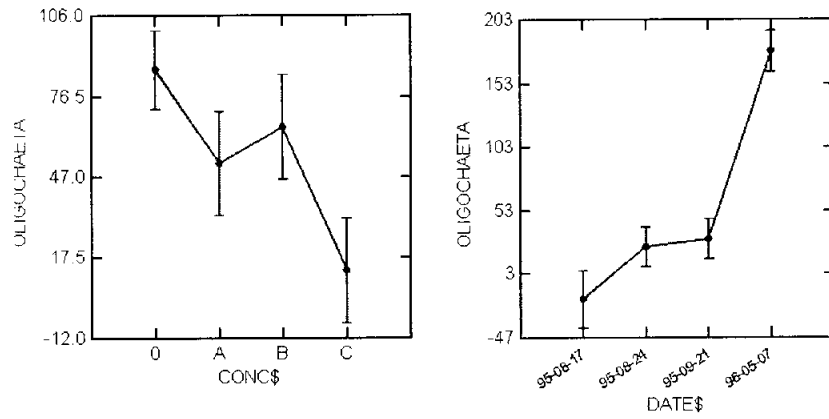 106.0
76.5
47.0
17.5
-12.0
OLIGOCHAETA
0 A B C
CONC$
203
153
103
53
3
-47
OLIGOCHAETA
95-08-17 95-08-24 95-09-21 96-05-07
DATE$